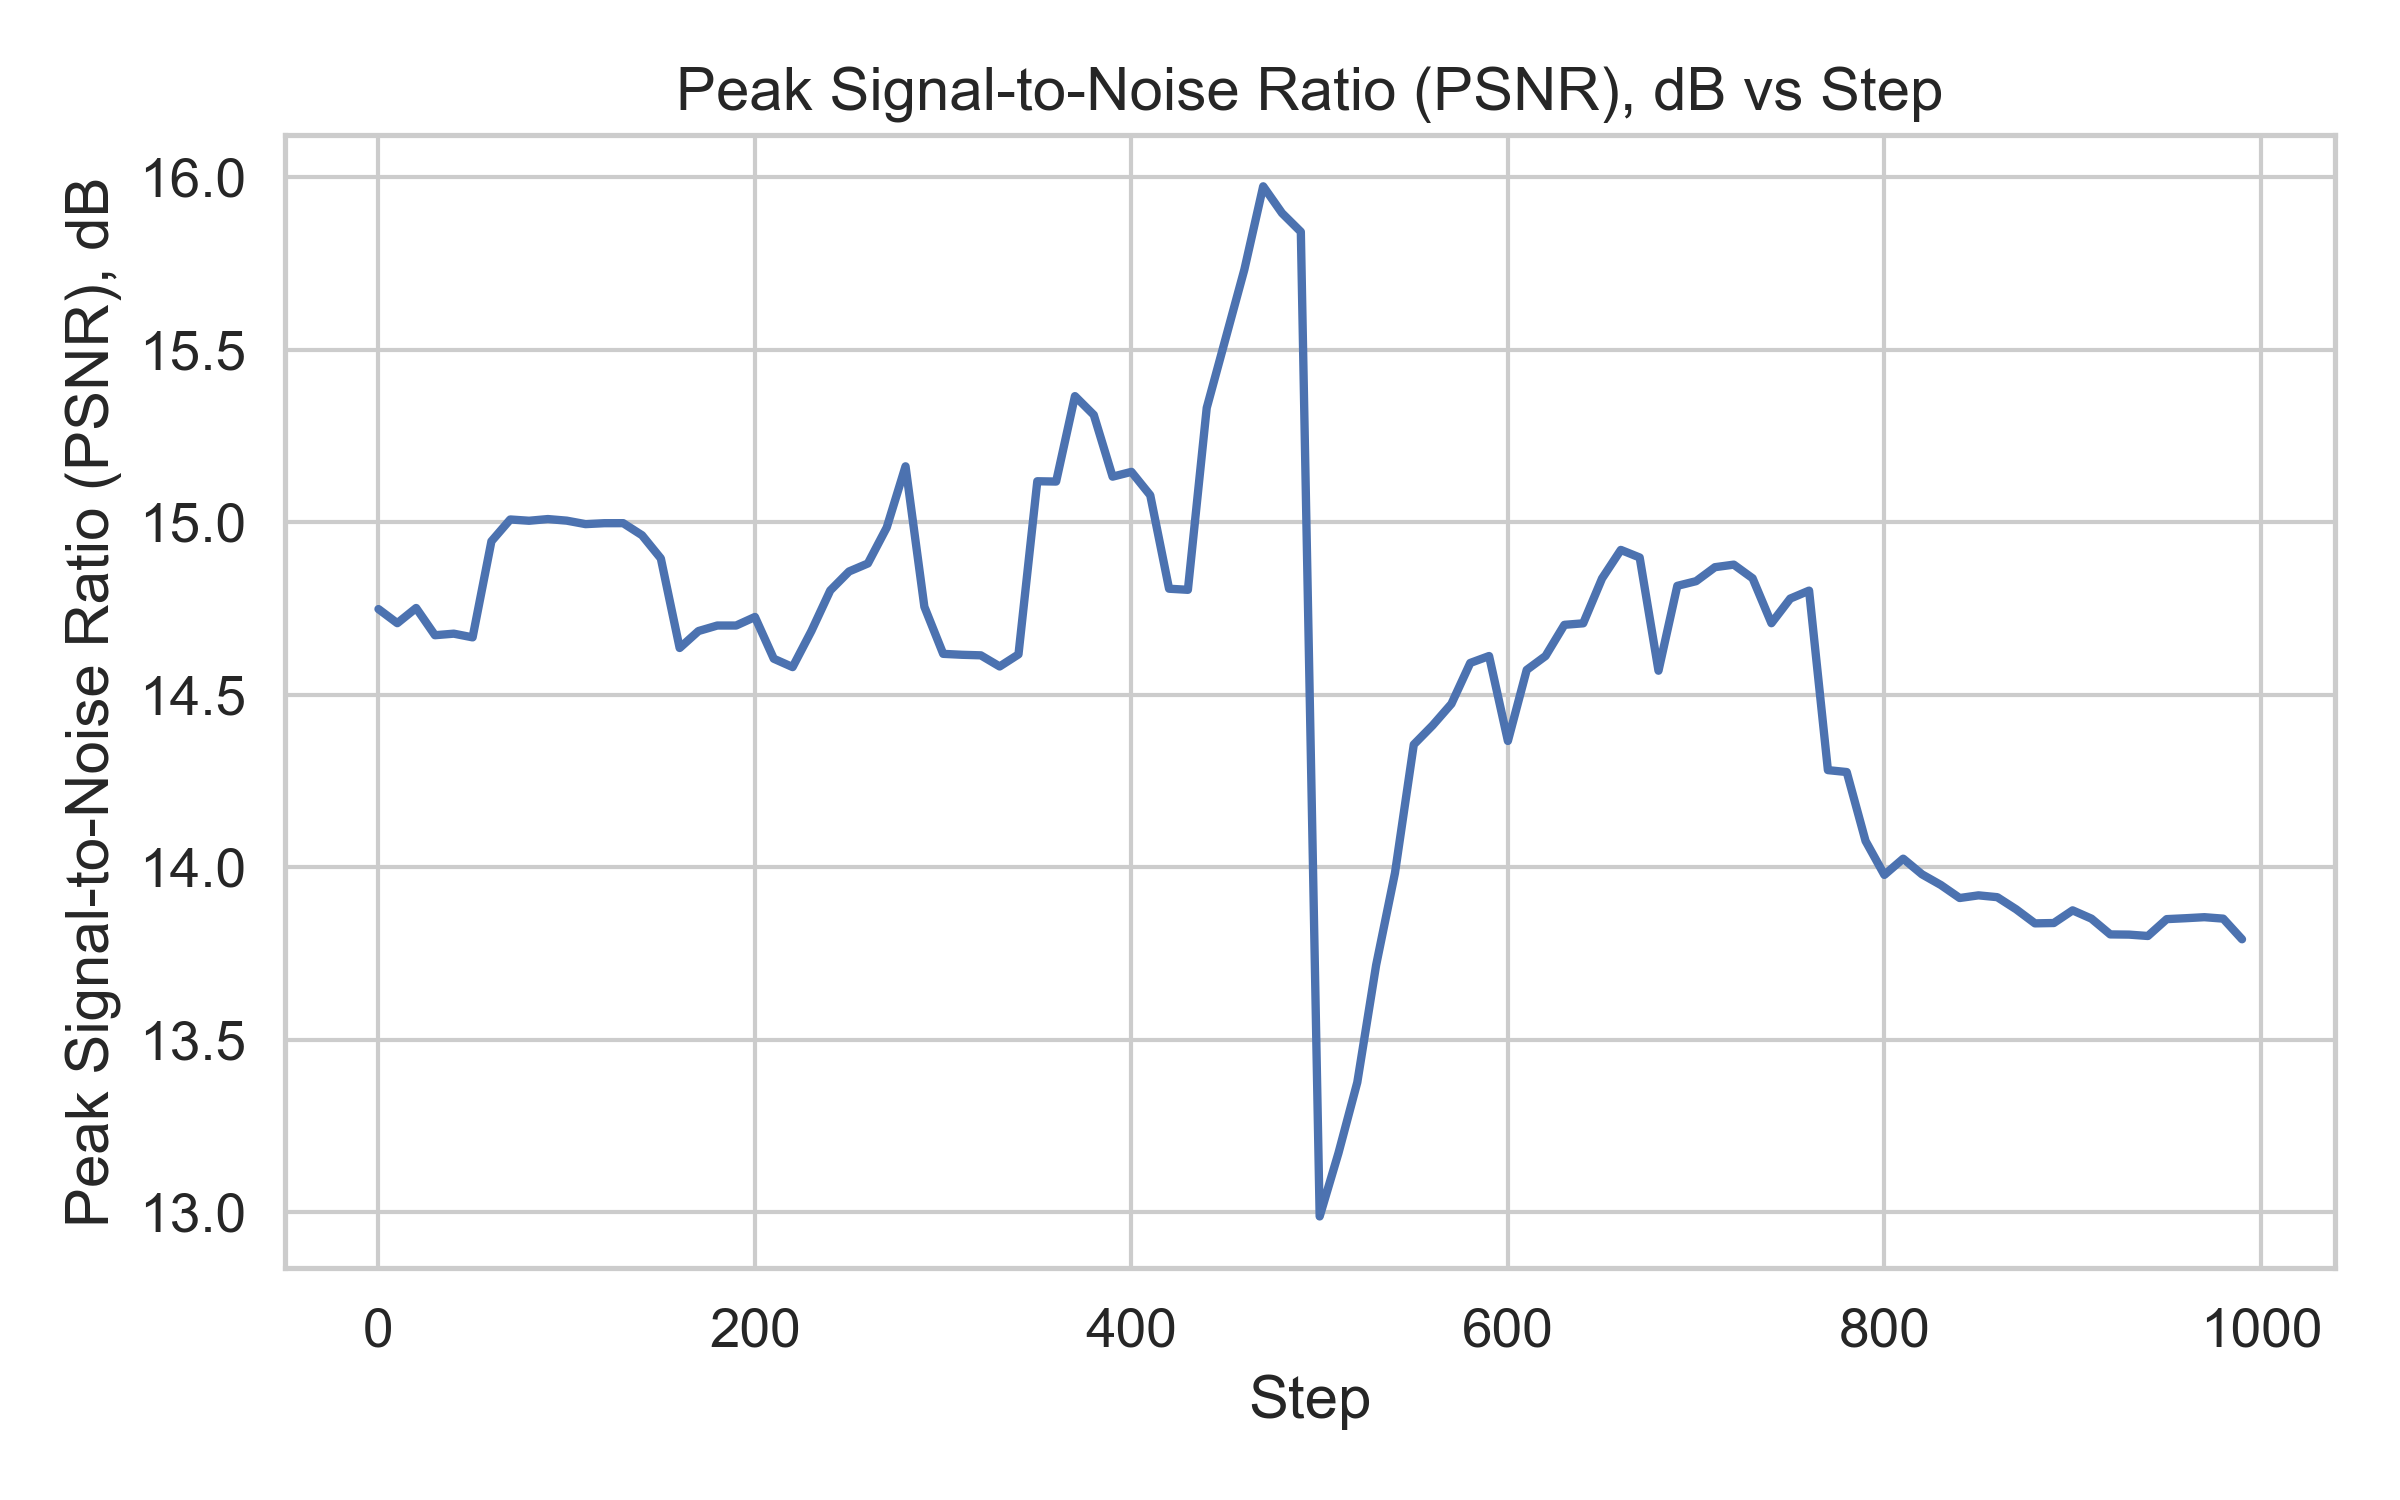 Peak Signal-to-Noise Ratio (PSNR), dB vs Step
Peak Signal-to-Noise Ratio (PSNR), dB
16.0
15.5
15.0
14.5
14.0
13.5
13.0
0 200 400 600 800 1000
Step